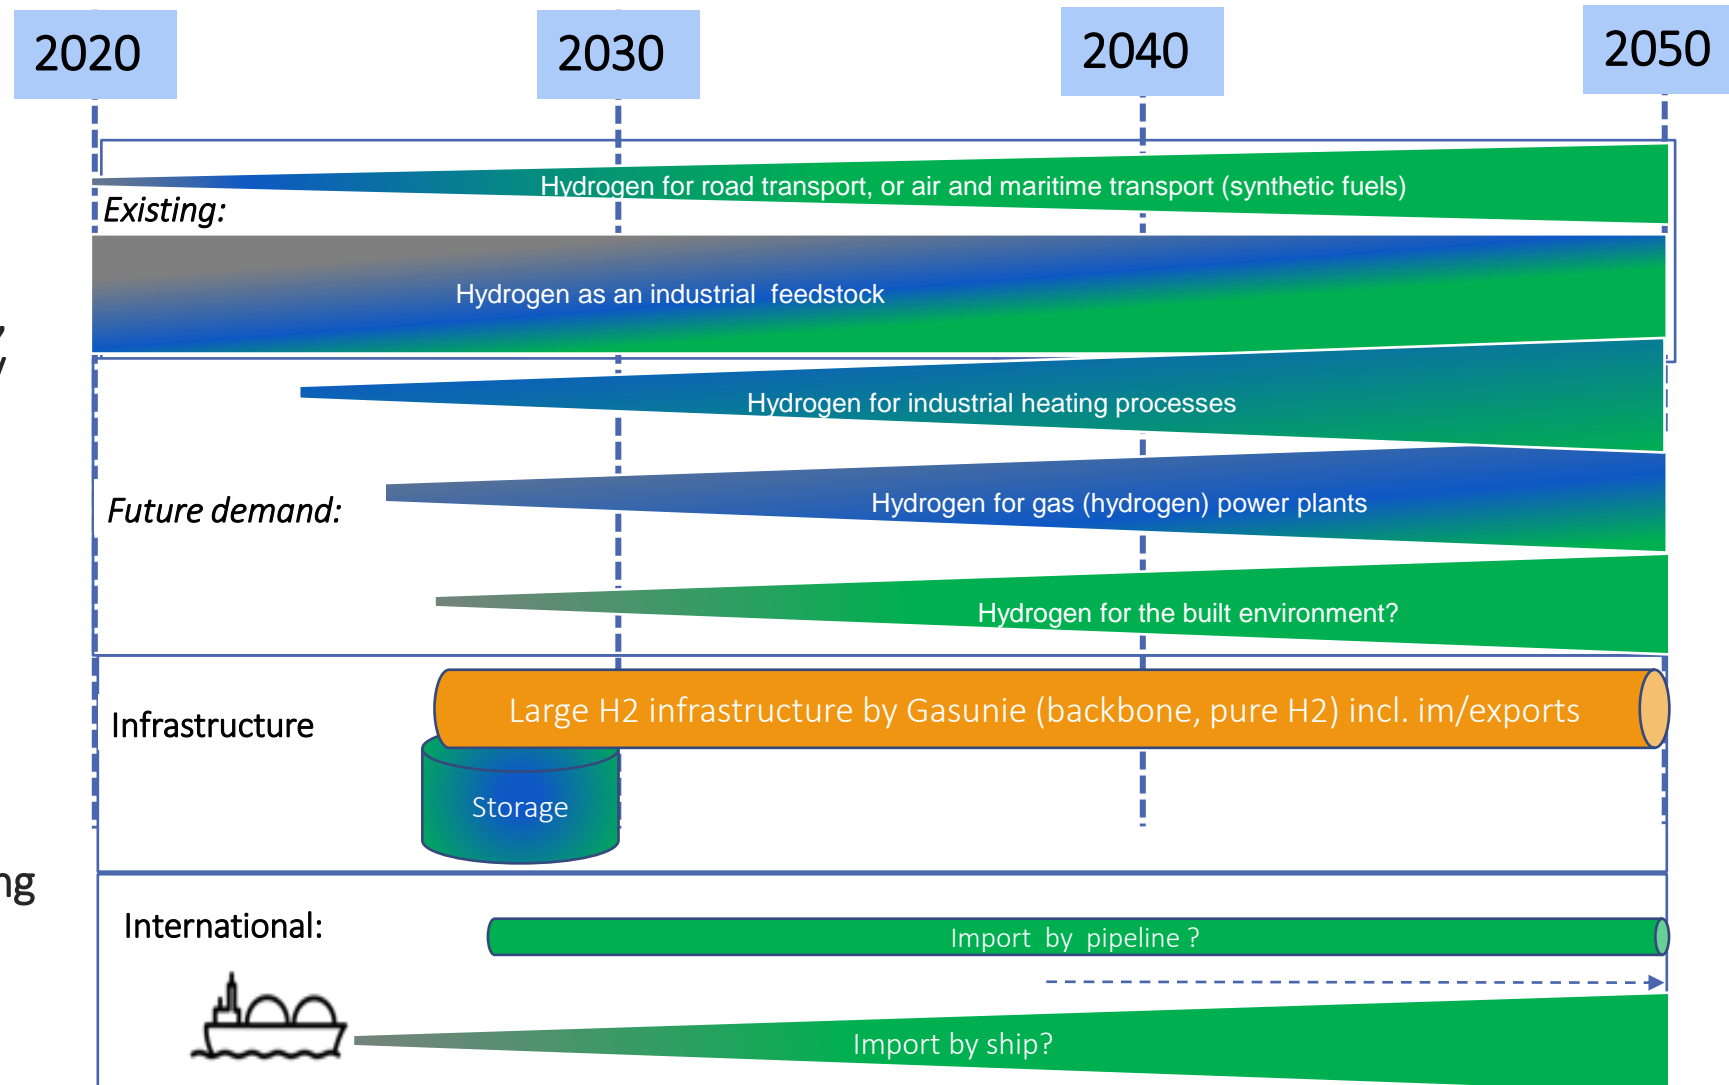 2020
2030
2040
2050
Hydrogen for road transport, or air and maritime transport (synthetic fuels)
Existing:
Hydrogen as an industrial  feedstock
Hydrogen for industrial heating processes
Future demand:
Hydrogen for gas (hydrogen) power plants
Hydrogen for the built environment?
Infrastructure
Large H2 infrastructure by Gasunie (backbone, pure H2) incl. im/exports
Storage
ng
International:
Import  by  pipeline ?
Import by ship?